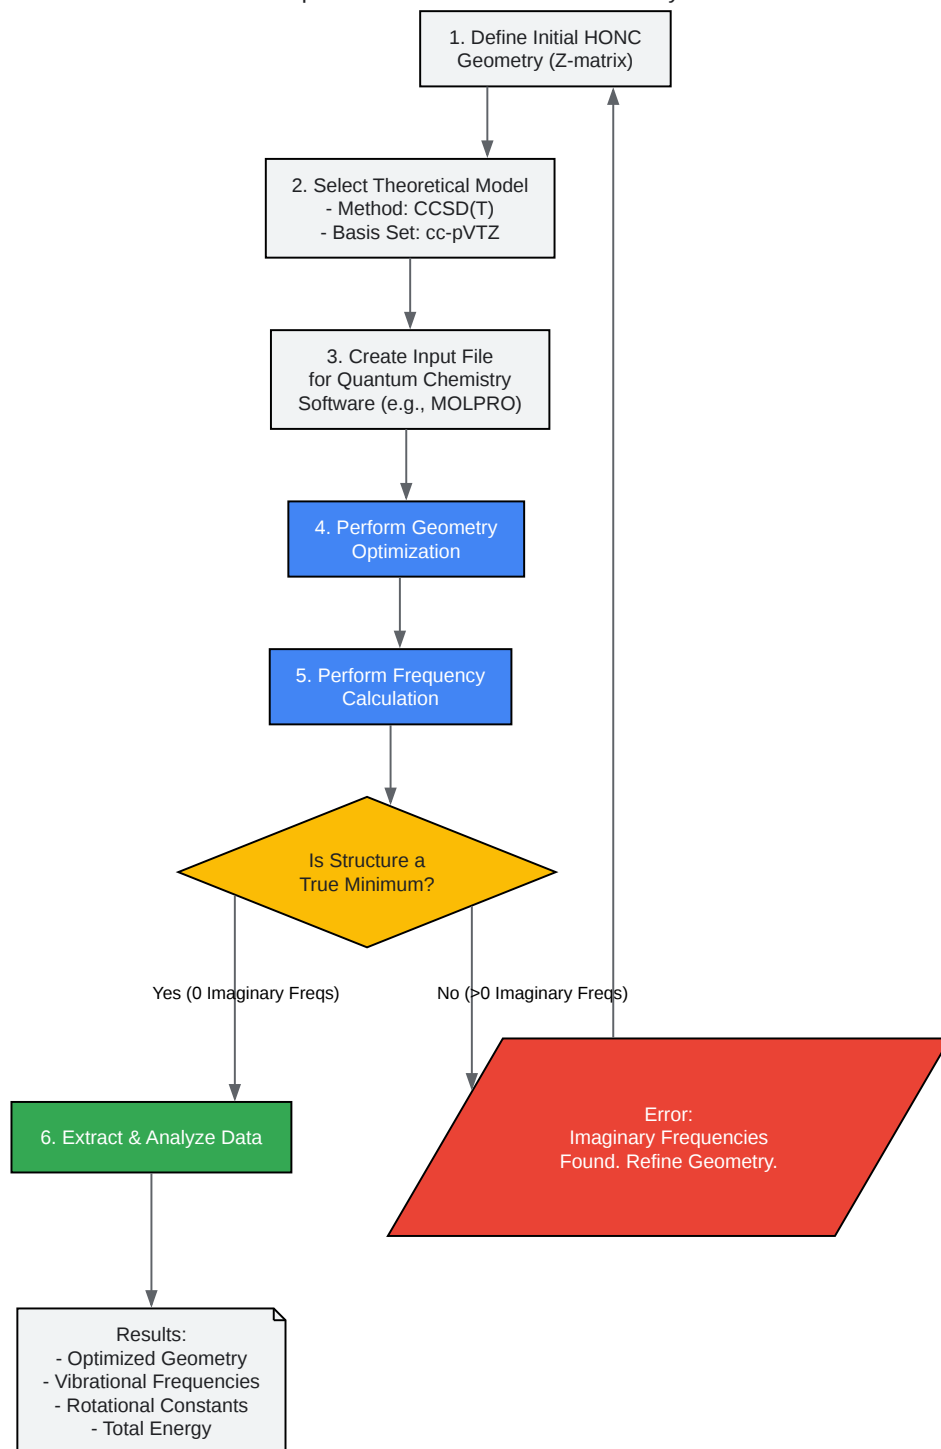 1. Define Initial HONC
Geometry (Z-matrix)
2. Select Theoretical Model
- Method: CCSD(T)
- Basis Set: cc-pVTZ
3. Create Input File
for Quantum Chemistry
Software (e.g., MOLPRO)
4. Perform Geometry
Optimization
5. Perform Frequency
Calculation
Is Structure a
True Minimum?
Yes (0 Imaginary Freqs)
No (>0 Imaginary Freqs)
Error:
Imaginary Frequencies
Found. Refine Geometry.
6. Extract & Analyze Data
Results:
- Optimized Geometry
- Vibrational Frequencies
- Rotational Constants
- Total Energy